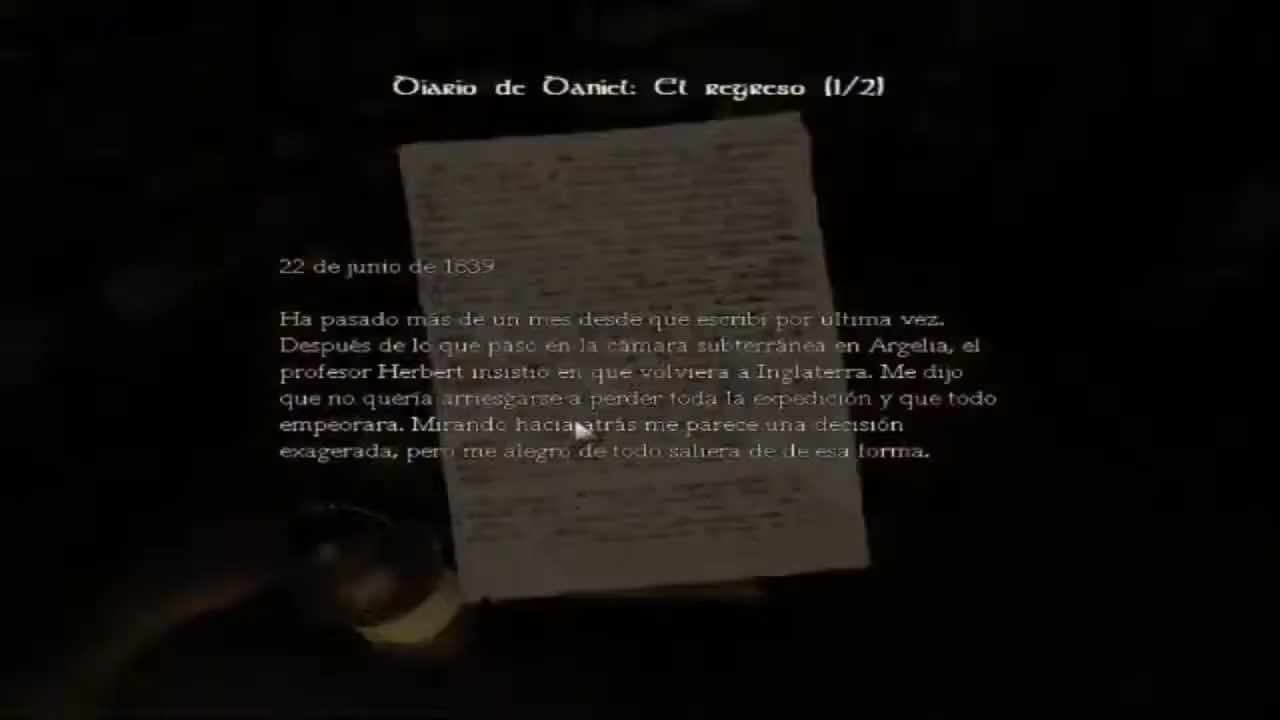 Diario de Daniel: El regreso (1/2)
22 de junio de 1839
Ha pasado más de un mes desde que escribí por última vez.
Después de lo que pasó en la cámara subterránea en Argelia, el
profesor Herbert insistió en que volviera a Inglaterra. Me dijo
que no quería arriesgarse a perder toda la expedición y que todo
empeorara. Mirando hacia atrás me parece una decisión
exagerada, pero me alegro de todo saliera de de esa forma.